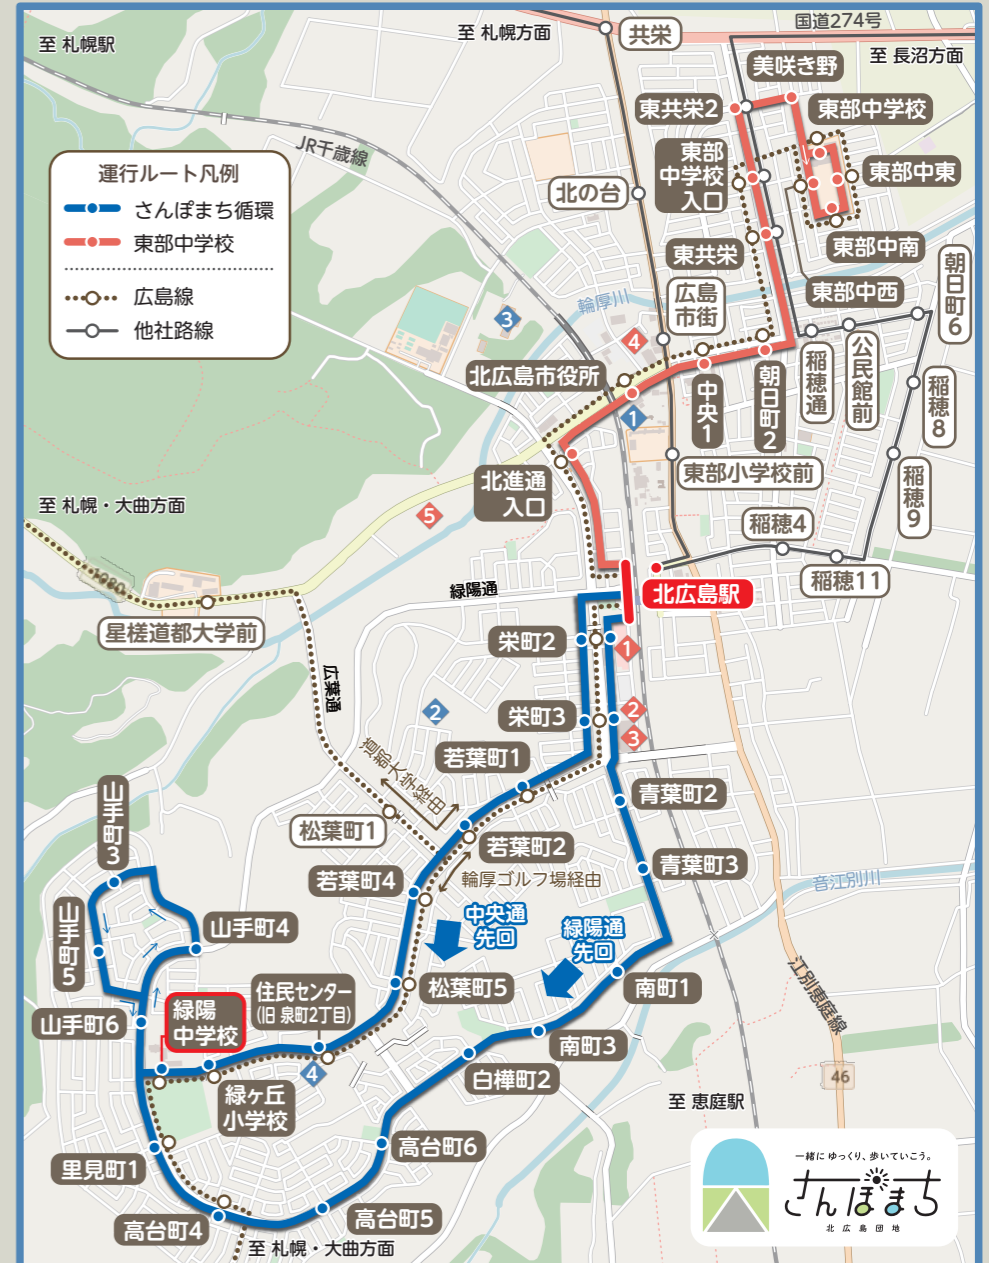 国道274号
至 札幌駅
至 札幌方面
共栄
至 長沼方面
美咲き野
東共栄2
東部中学校
JR千歳線
運行ルート凡例
さんぽまち循環
東部中学校
広島線
他社路線
東部
中学校
入口
東部中東
北の台
東共栄
東部中南
東部中西
朝日町6
輪厚川
広島
市街
3
4
北広島市役所
1
中央1
朝日町2
稲穂通
公民館前
稲穂8
稲穂9
北進通
入口
東部小学校前
至 札幌・大曲方面
5
稲穂4
稲穂11
1080
緑陽通
北広島駅
星槎道都大学前
栄町2
1
広葉通
2
栄町3
2
3
道都大学経由
若葉町1
青葉町2
山手町3
松葉町1
若葉町2
青葉町3
若葉町4
輪厚ゴルフ場経由
音江別川
山手町5
山手町4
中央通
先回
緑陽通
先回
江別恵庭線
住民センター
(旧 泉町2丁目)
松葉町5
南町1
山手町6
緑陽
中学校
南町3
4
白樺町2
46
緑ヶ丘
小学校
至 恵庭駅
高台町6
里見町1
高台町5
高台町4
至 札幌・大曲方面
一緒に ゆっくり、歩いていこう。
さんぽまち
北広島団地